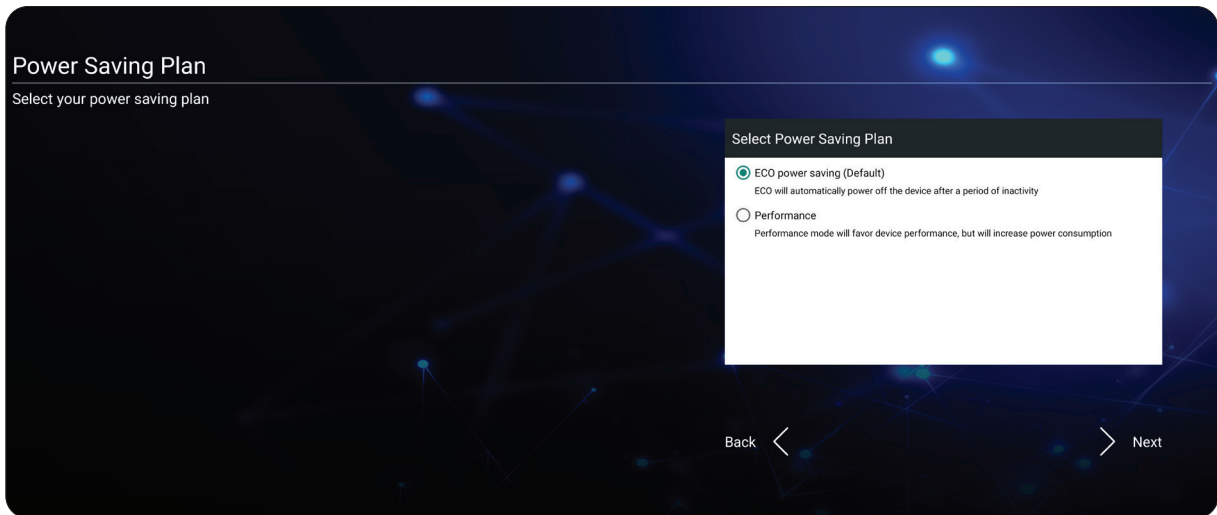 Power Saving Plan
Select your power saving plan
Select Power Saving Plan
ECO power saving (Default)
ECO will automatically power off the device after a period of inactivity
Performance
Performance mode will favor device performance, but will increase power consumption
Back
Next